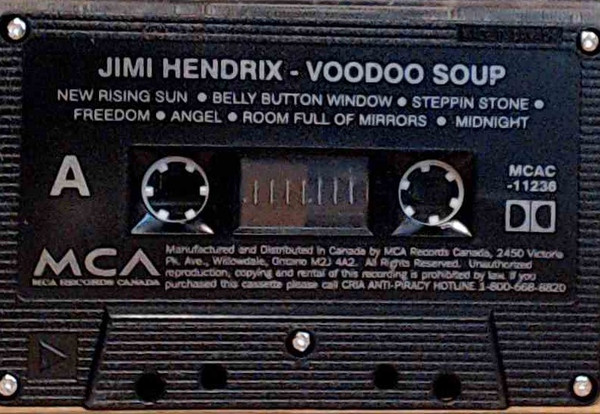 JIMI HENDRIX - VOODOO SOUP
NEW RISING SUN ● BELLY BUTTON WINDOW ● STEPPIN STONE ●
FREEDOM ● ANGEL ● ROOM FULL OF MIRRORS ● MIDNIGHT
A
MCAC
-11236
MCA
MCA RECORDS CANADA
Manufactured and Distributed in Canada by MCA Records Canada, 2450 Victoria
Pk. Ave., Willowdale, Ontario M2J 4A2. All Rights Reserved. Unauthorized
reproduction, copying and rental of this recording is prohibited by law. If you
purchased this cassette please call CRIA ANTI-PIRACY HOTLINE 1-800-668-8820
A